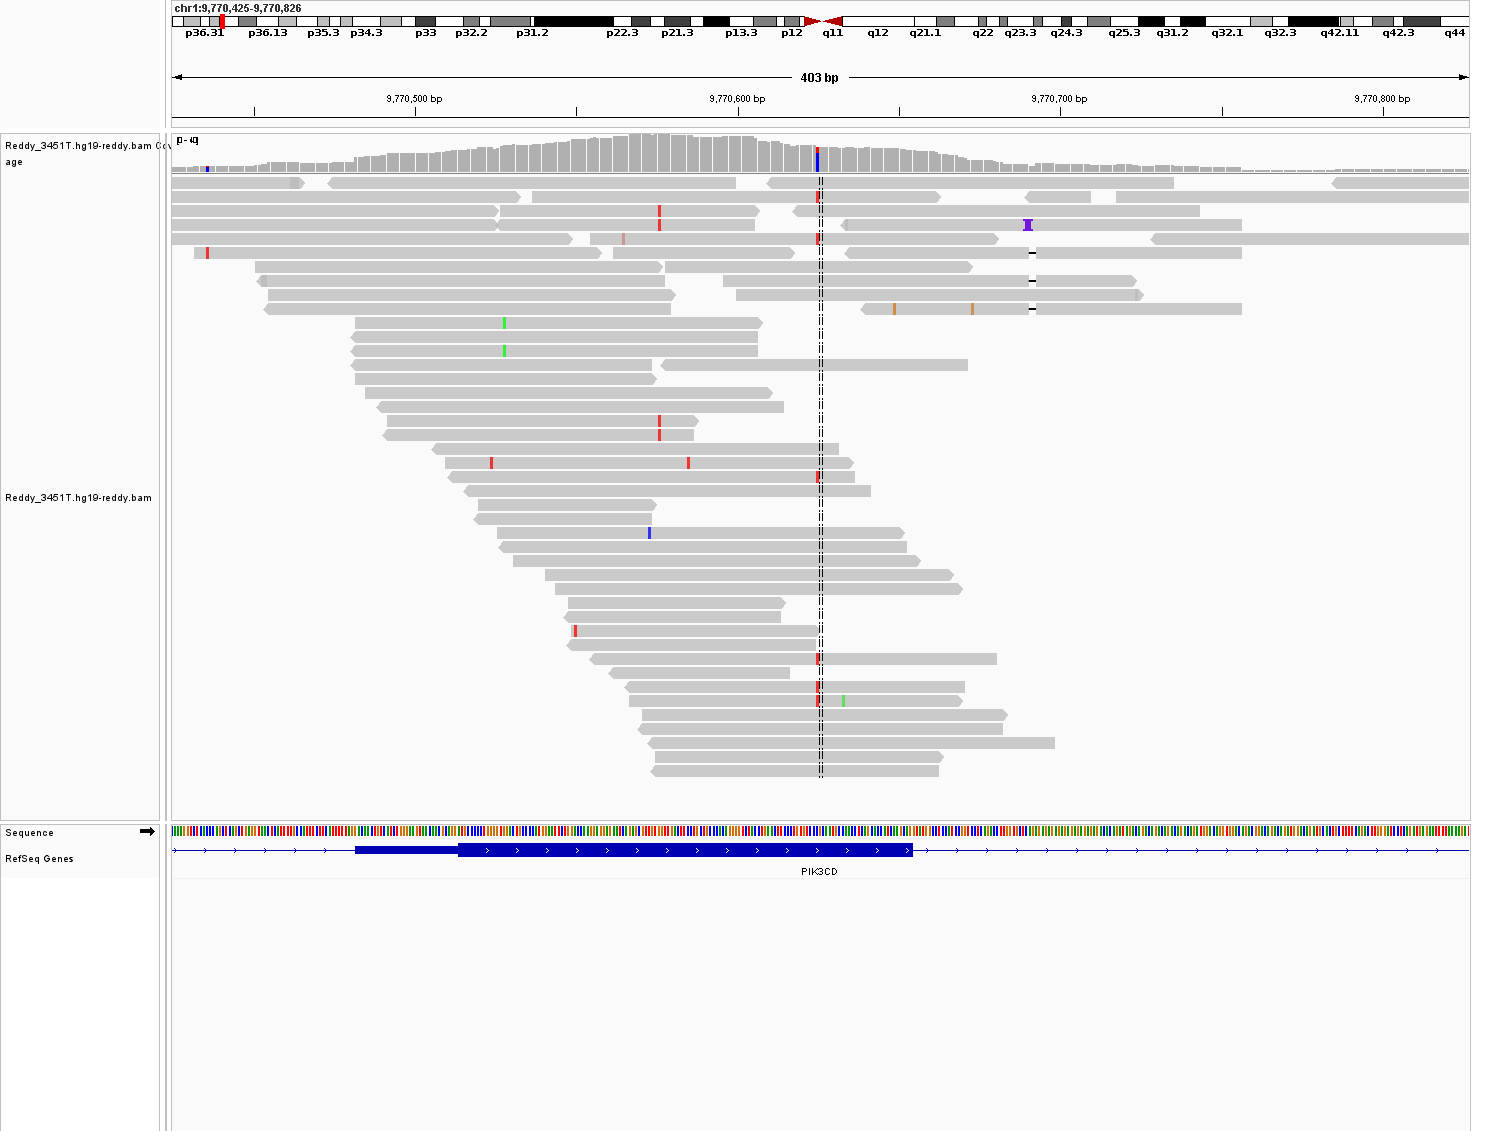 chr1:9,770,425-9,770,826
p36.31 p36.13 p35.3 p34.3 p33 p32.2 p31.2 p22.3 p21.3 p13.3 p12 q11 q12 q21.1 q22 q23.3 q24.3 q25.3 q31.2 q32.1 q32.3 q42.11 q42.3 q44
403 bp
9,770,500 bp 9,770,600 bp 9,770,700 bp 9,770,800 bp
Reddy_3451T.hg19-reddy.bam Cov
age
[0 - 40]
Reddy_3451T.hg19-reddy.bam
Sequence
RefSeq Genes
PIK3CD